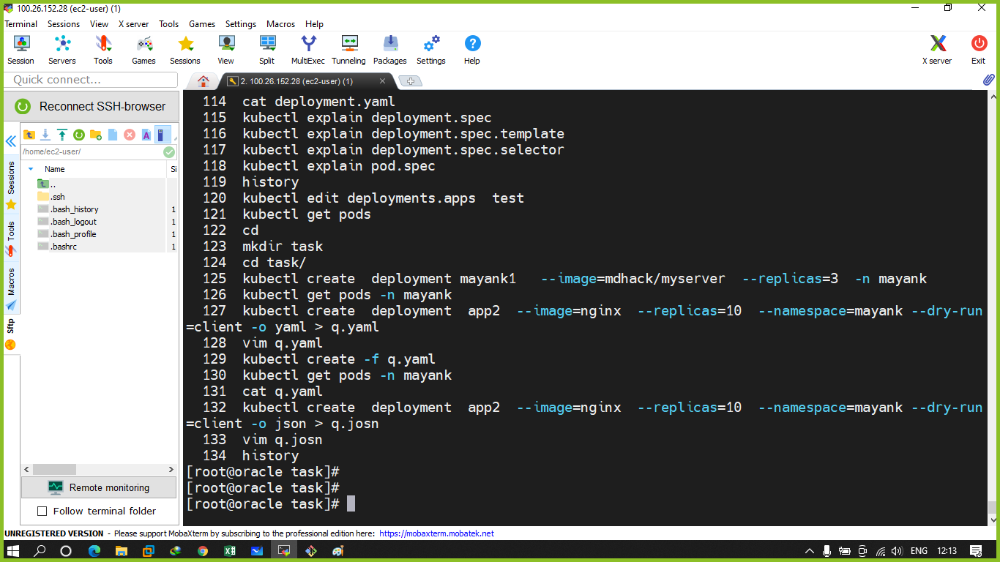 100.26.152.28 (ec2-user) (1)
Terminal Sessions View X server Tools Games Settings Macros Help
Session Servers Tools Games Sessions View Split MultiExec Tunneling Packages Settings Help X server Exit
Quick connect...
2. 100.26.152.28 (ec2-user) (1)
Reconnect SSH-browser
/home/ec2-user/
Name Si
..
.ssh
.bash_history 1
.bash_logout 1
.bash_profile 1
.bashrc 1
Sessions
Tools
Macros
Sftp
Remote monitoring
Follow terminal folder
114 cat deployment.yaml
115 kubectl explain deployment.spec
116 kubectl explain deployment.spec.template
117 kubectl explain deployment.spec.selector
118 kubectl explain pod.spec
119 history
120 kubectl edit deployments.apps  test
121 kubectl get pods
122 cd
123 mkdir task
124 cd task/
125 kubectl create  deployment mayank1   --image=mdhack/myserver  --replicas=3  -n mayank
126 kubectl get pods -n mayank
127 kubectl create  deployment  app2  --image=nginx  --replicas=10  --namespace=mayank --dry-run
=client -o yaml > q.yaml
128 vim q.yaml
129 kubectl create -f q.yaml
130 kubectl get pods -n mayank
131 cat q.yaml
132 kubectl create  deployment  app2  --image=nginx  --replicas=10  --namespace=mayank --dry-run
=client -o json > q.josn
133 vim q.josn
134 history
[root@oracle task]#
[root@oracle task]#
[root@oracle task]#
UNREGISTERED VERSION - Please support MobaXterm by subscribing to the professional edition here: https://mobaxterm.mobatek.net
ENG 12:13